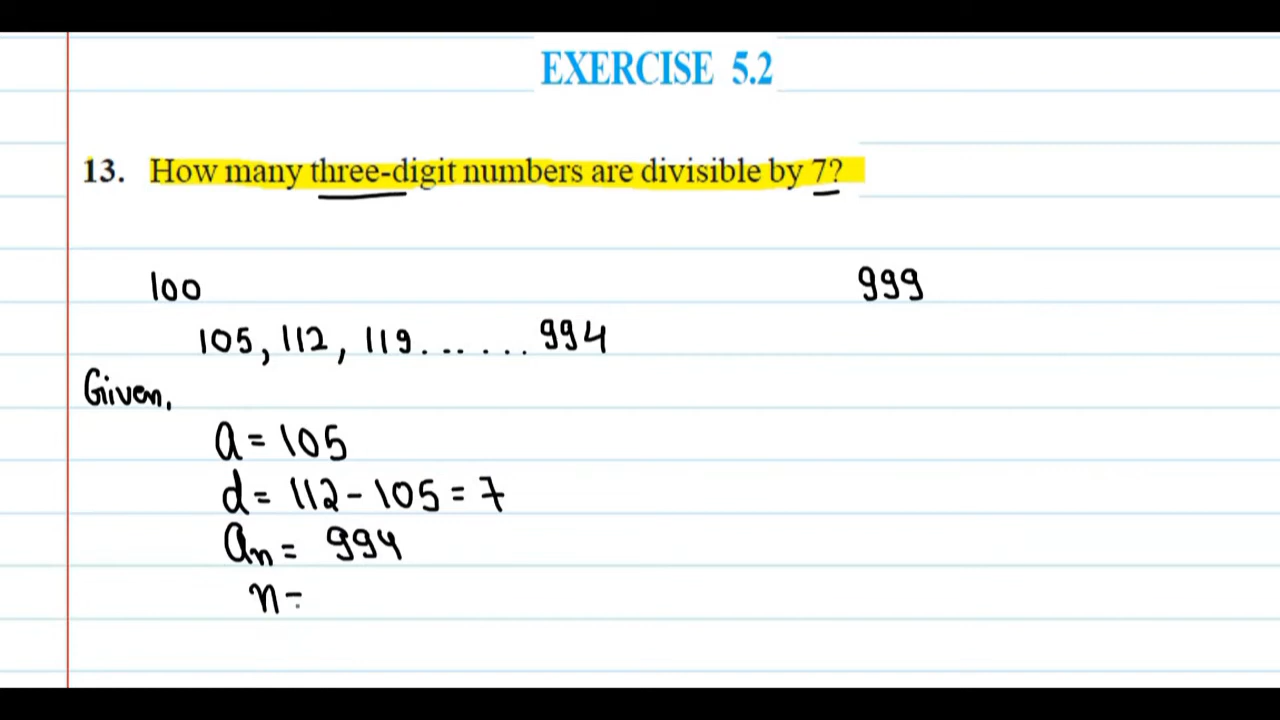 EXERCISE 5.2
13. How many three-digit numbers are divisible by 7?
100 999
105, 112, 119...... 994
Given,
a = 105
d = 112 - 105 = 7
an = 994
n =